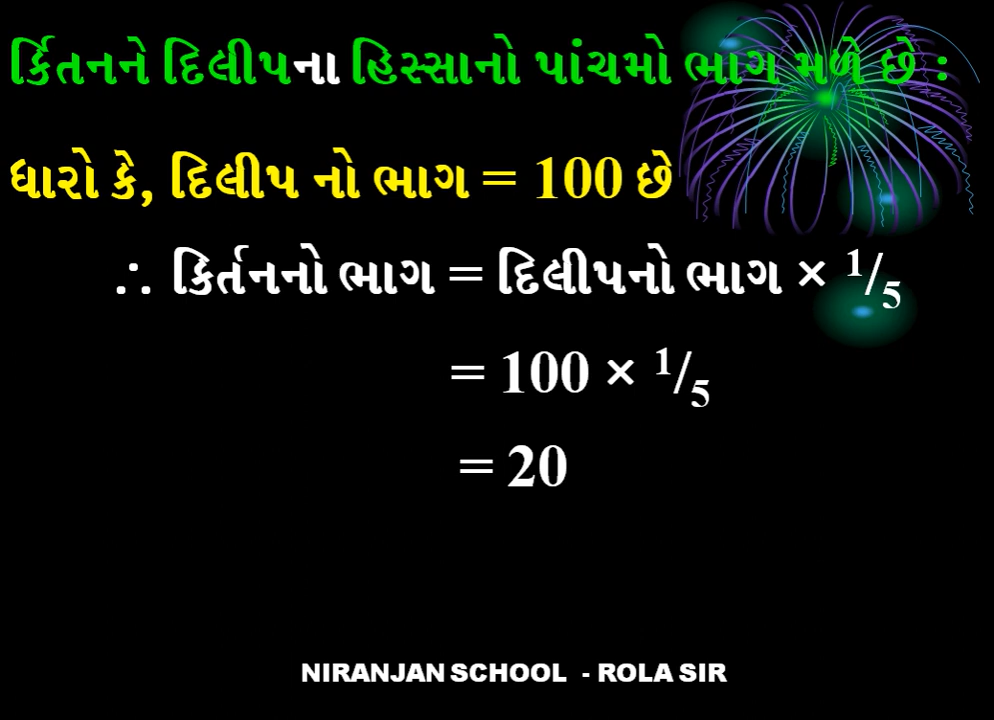 કિર્તનને દિલીપના હિસ્સાનો પાંચમો ભાગ મળે છે :
ધારો કે, દિલીપ નો ભાગ = 100 છે
∴ કિર્તનનો ભાગ = દિલીપનો ભાગ × ¹/₅
= 100 × ¹/₅
= 20
NIRANJAN SCHOOL - ROLA SIR